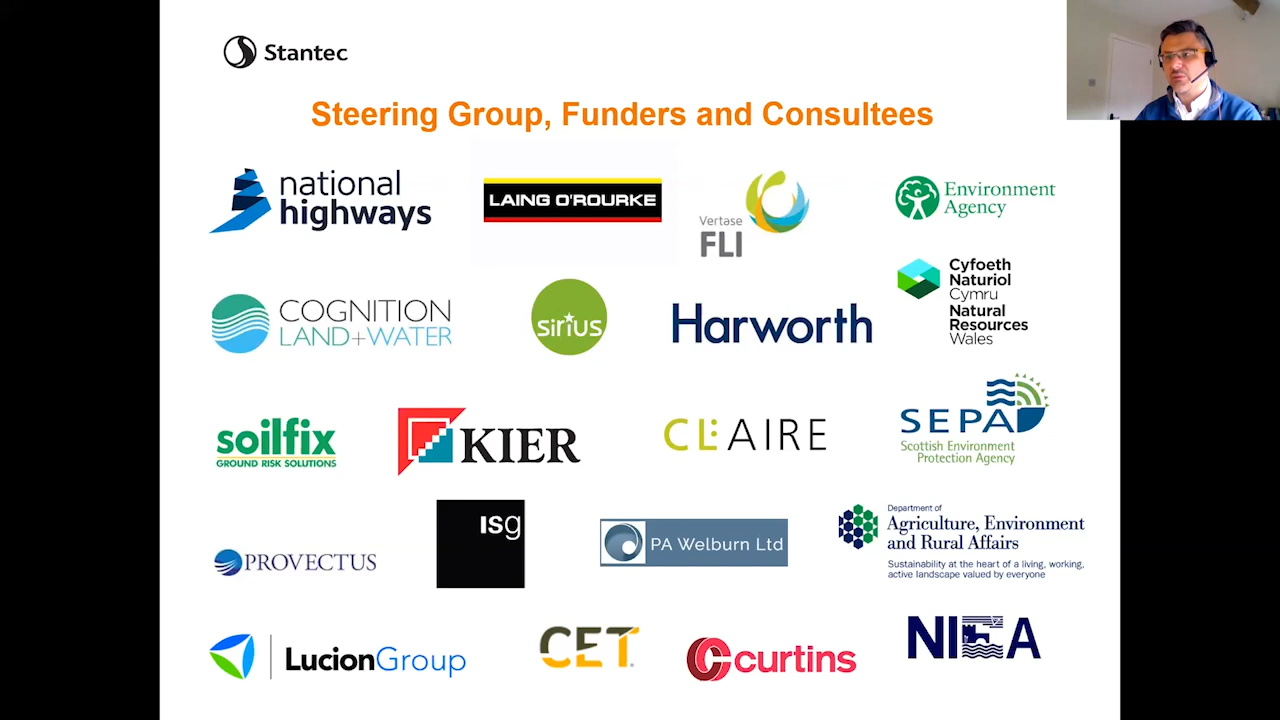 Stantec
Steering Group, Funders and Consultees
national
highways
LAING O'ROURKE
Vertase
FLI
Environment
Agency
COGNITION
LAND+WATER
sirius
Harworth
Cyfoeth
Naturiol
Cymru
Natural
Resources
Wales
soilfix
GROUND RISK SOLUTIONS
KIER
CL:AIRE
SEPA
Scottish Environment
Protection Agency
PROVECTUS
ISg
PA Welburn Ltd
Department of
Agriculture, Environment
and Rural Affairs
Sustainability at the heart of a living, working,
active landscape valued by everyone
LucionGroup
CET
curtins
NIEA